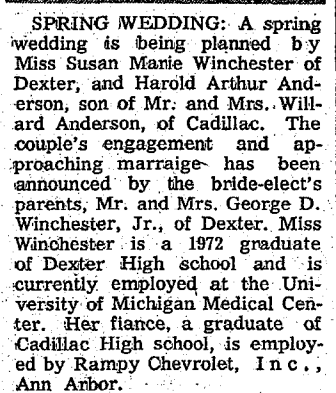 SPRING WEDDING: A spring
wedding is being planned by
Miss Susan Marie Winchester of
Dexter, and Harold Arthur And-
erson, son of Mr. and Mrs. Will-
ard Anderson, of Cadillac. The
couple's engagement and ap-
proaching marraige has been
announced by the bride-elect's
parents, Mr. and Mrs. George D.
Winchester, Jr., of Dexter. Miss
Winchester is a 1972 graduate
of Dexter High school and is
currently employed at the Uni-
versity of Michigan Medical Cen-
ter. Her fiance, a graduate of
Cadillac High school, is employ-
ed by Rampy Chevrolet, Inc.,
Ann Arbor.